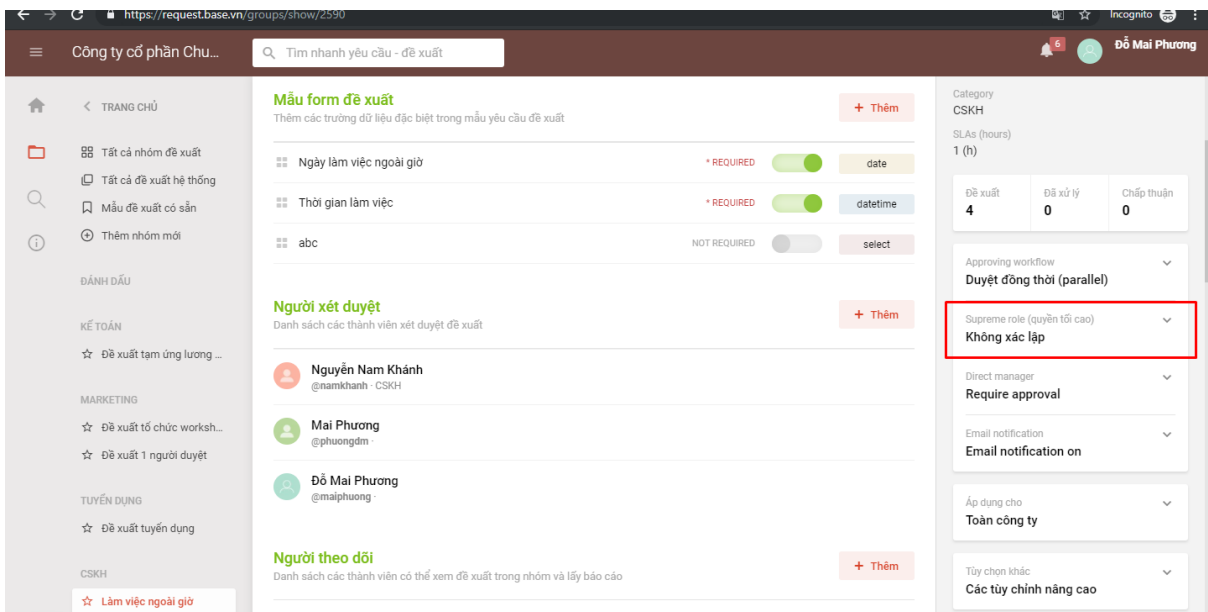 https://request.base.vn/groups/show/2590
Incognito
Công ty cổ phần Chu...
Tìm nhanh yêu cầu - đề xuất
6
Đỗ Mai Phương
TRANG CHỦ
Tất cả nhóm đề xuất
Tất cả đề xuất hệ thống
Mẫu đề xuất có sẵn
Thêm nhóm mới
ĐÁNH DẤU
KẾ TOÁN
Đề xuất tạm ứng lương ...
MARKETING
Đề xuất tổ chức worksh...
Đề xuất 1 người duyệt
TUYỂN DỤNG
Đề xuất tuyển dụng
CSKH
Làm việc ngoài giờ
Mẫu form đề xuất
Thêm các trường dữ liệu đặc biệt trong mẫu yêu cầu đề xuất
+ Thêm
Ngày làm việc ngoài giờ * REQUIRED date
Thời gian làm việc * REQUIRED datetime
abc NOT REQUIRED select
Người xét duyệt
Danh sách các thành viên xét duyệt đề xuất
+ Thêm
Nguyễn Nam Khánh
@namkhanh · CSKH
Mai Phương
@phuongdm ·
Đỗ Mai Phương
@maiphuong ·
Người theo dõi
Danh sách các thành viên có thể xem đề xuất trong nhóm và lấy báo cáo
+ Thêm
Category
CSKH
SLAs (hours)
1 (h)
Đề xuất Đã xử lý Chấp thuận
4 0 0
Approving workflow
Duyệt đồng thời (parallel)
Supreme role (quyền tối cao)
Không xác lập
Direct manager
Require approval
Email notification
Email notification on
Áp dụng cho
Toàn công ty
Tùy chọn khác
Các tùy chỉnh nâng cao